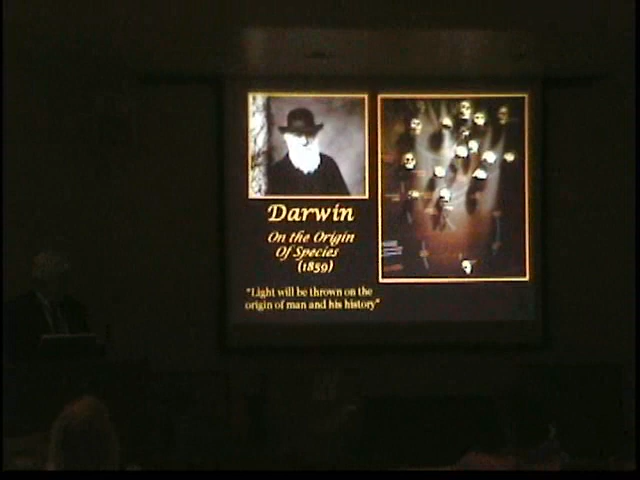 Darwin
On the Origin
Of Species
(1859)
"Light will be thrown on the
origin of man and his history"